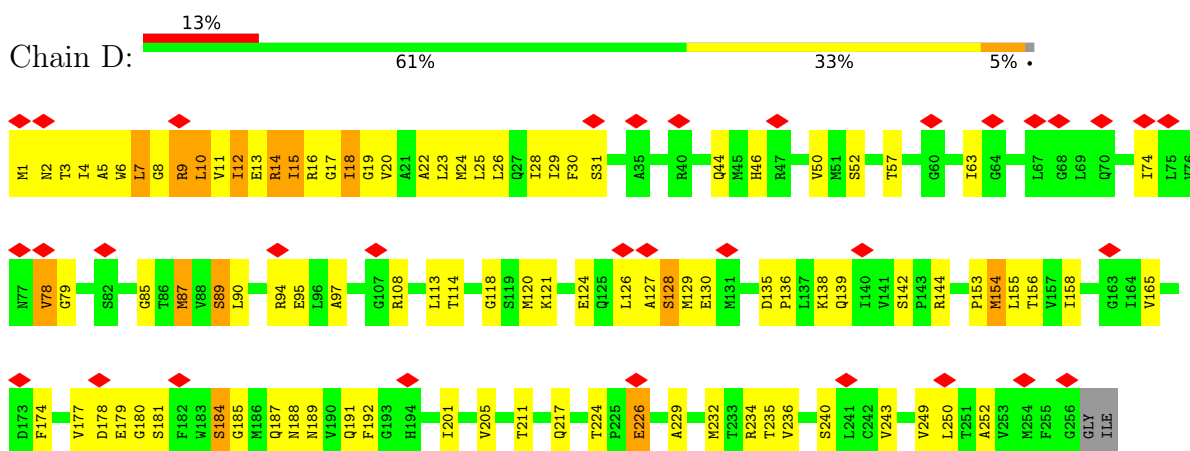 13%
Chain D:
61% 33% 5% •
M1 N2 T3 I4 A5 W6 L7 G8 R9 L10 V11 I12 E13 R14 I15 R16 G17 I18 G19 V20 A21 A22 L23 M24 L25 L26 Q27 I28 I29 F30 S31 A35 R40 Q44 M45 H46 R47 V50 M51 S52 T57 G60 I63 G64 L67 G68 L69 Q70 I74 L75 V76
N77 V78 G79 S82 G85 T86 M87 V88 S89 L90 R94 E95 L96 A97 G107 R108 L113 T114 G118 S119 M120 K121 E124 Q125 L126 A127 S128 M129 E130 M131 D135 P136 L137 K138 Q139 I140 V141 S142 P143 R144 P153 M154 L155 T156 V157 I158 G163 I164 V165
D173 F174 V177 D178 E179 G180 S181 F182 W183 S184 G185 M186 Q187 N188 N189 V190 Q191 F192 G193 H194 I201 V205 T211 Q217 T224 P225 E226 A229 M232 T233 R234 T235 V236 S240 L241 C242 V243 V249 L250 T251 A252 V253 M254 F255 G256 GLY ILE